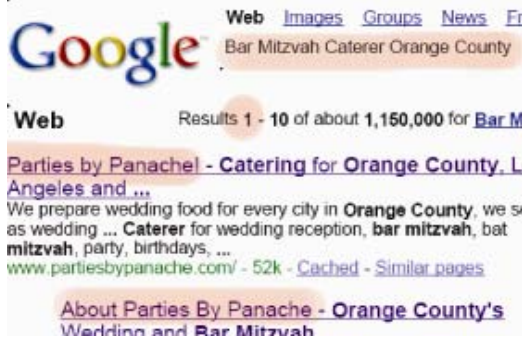 Web Images Groups News
Google
Bar Mitzvah Caterer Orange County
Web Results 1 - 10 of about 1,150,000 for Bar
Parties by Panache! - Catering for Orange County,
Angeles and ...
We prepare wedding food for every city in Orange County, we
as wedding ... Caterer for wedding reception, bar mitzvah, bat
mitzvah, party, birthdays, ...
www.partiesbypanache.com/ - 52k - Cached - Similar pages
About Parties By Panache - Orange County's
Wedding and Bar Mitzvah